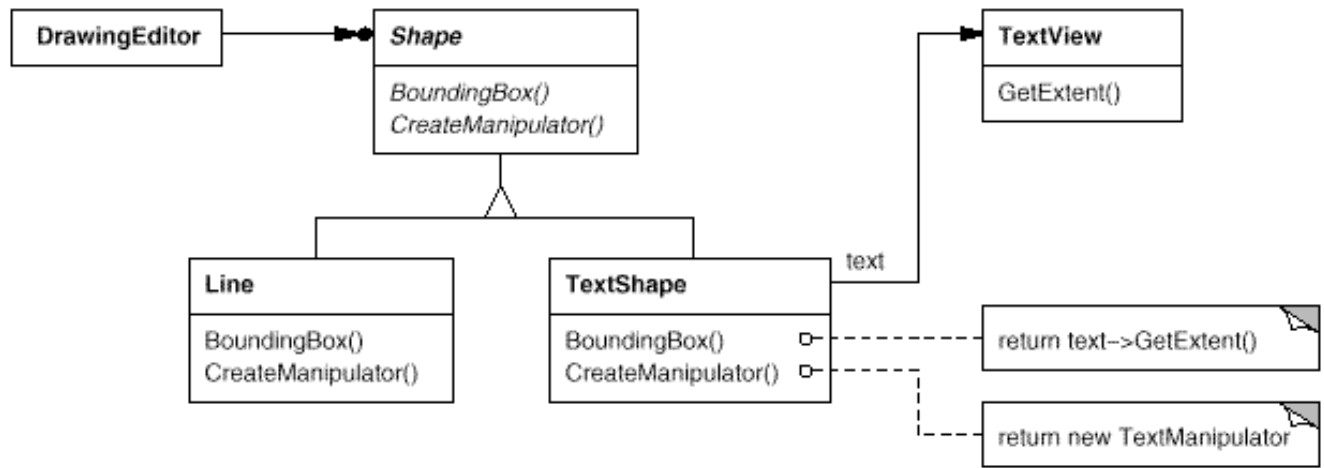 DrawingEditor
Shape
BoundingBox()
CreateManipulator()
TextView
GetExtent()
Line
BoundingBox()
CreateManipulator()
TextShape
BoundingBox()
CreateManipulator()
text
return text–>GetExtent()
return new TextManipulator